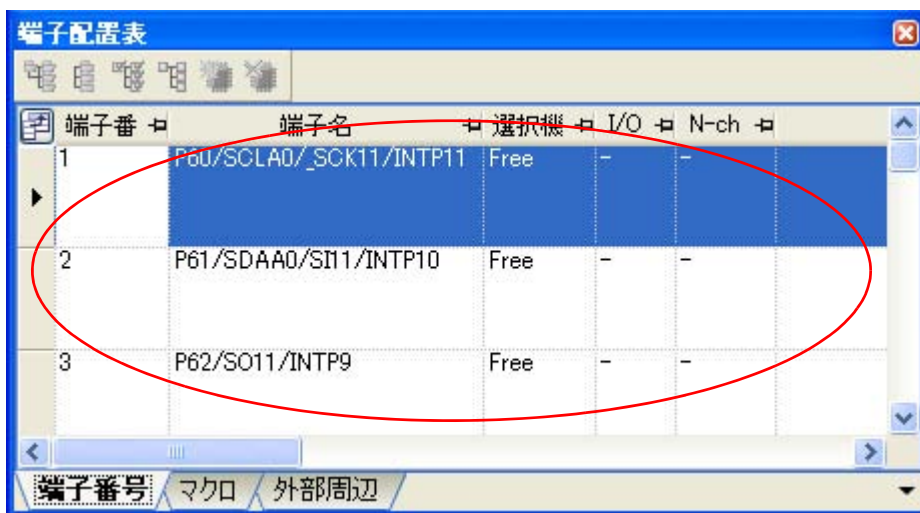 端子配置表
端子番 端子名 選択機 I/O N-ch
1 P60/SCLA0/_SCK11/INTP11 Free - -
2 P61/SDAA0/SI11/INTP10 Free - -
3 P62/SO11/INTP9 Free - -
端子番号 マクロ 外部周辺